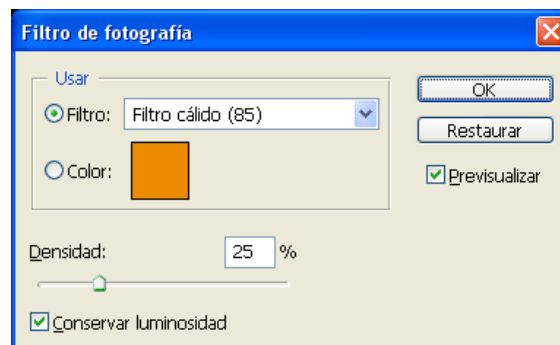 Filtro de fotografía
Usar
Filtro: Filtro cálido (85)
Color:
OK
Restaurar
Previsualizar
Densidad: 25 %
Conservar luminosidad